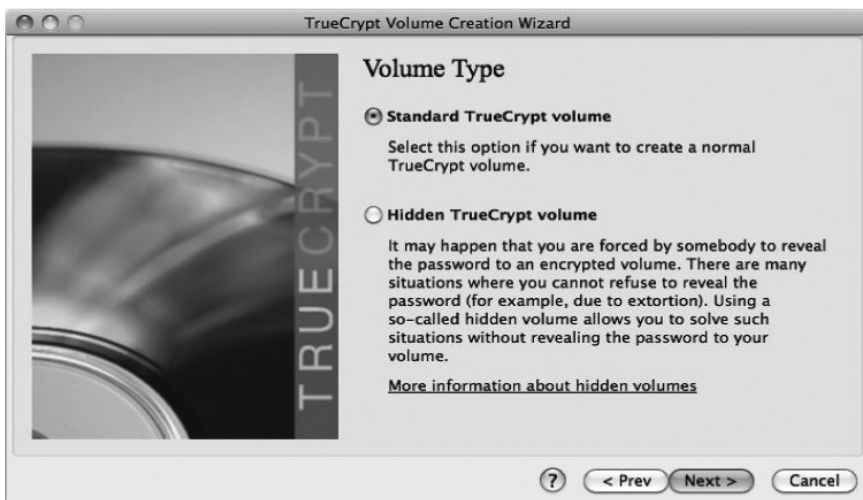 TrueCrypt Volume Creation Wizard
TRUECRYPT
Volume Type
Standard TrueCrypt volume
Select this option if you want to create a normal
TrueCrypt volume.
Hidden TrueCrypt volume
It may happen that you are forced by somebody to reveal
the password to an encrypted volume. There are many
situations where you cannot refuse to reveal the
password (for example, due to extortion). Using a
so-called hidden volume allows you to solve such
situations without revealing the password to your
volume.
More information about hidden volumes
?
< Prev
Next >
Cancel